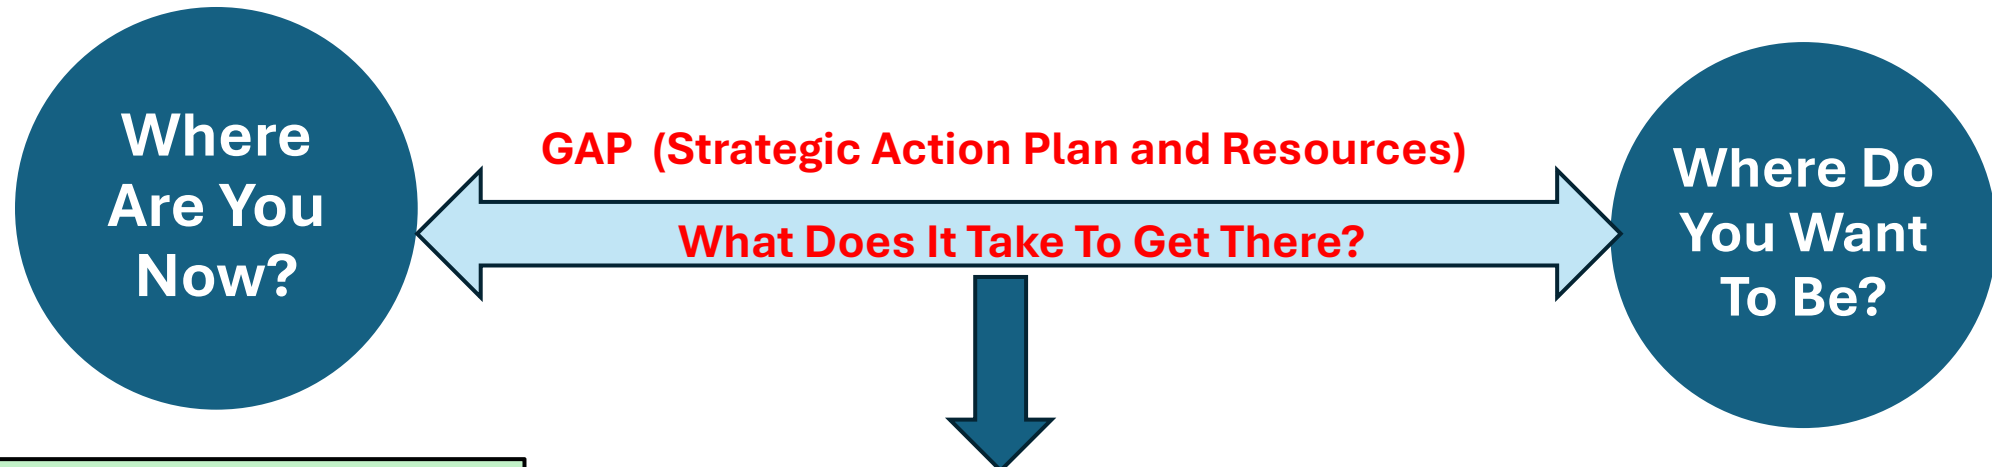 Where
Are You
Now?
GAP (Strategic Action Plan and Resources)
What Does It Take To Get There?
Where Do
You Want
To Be?